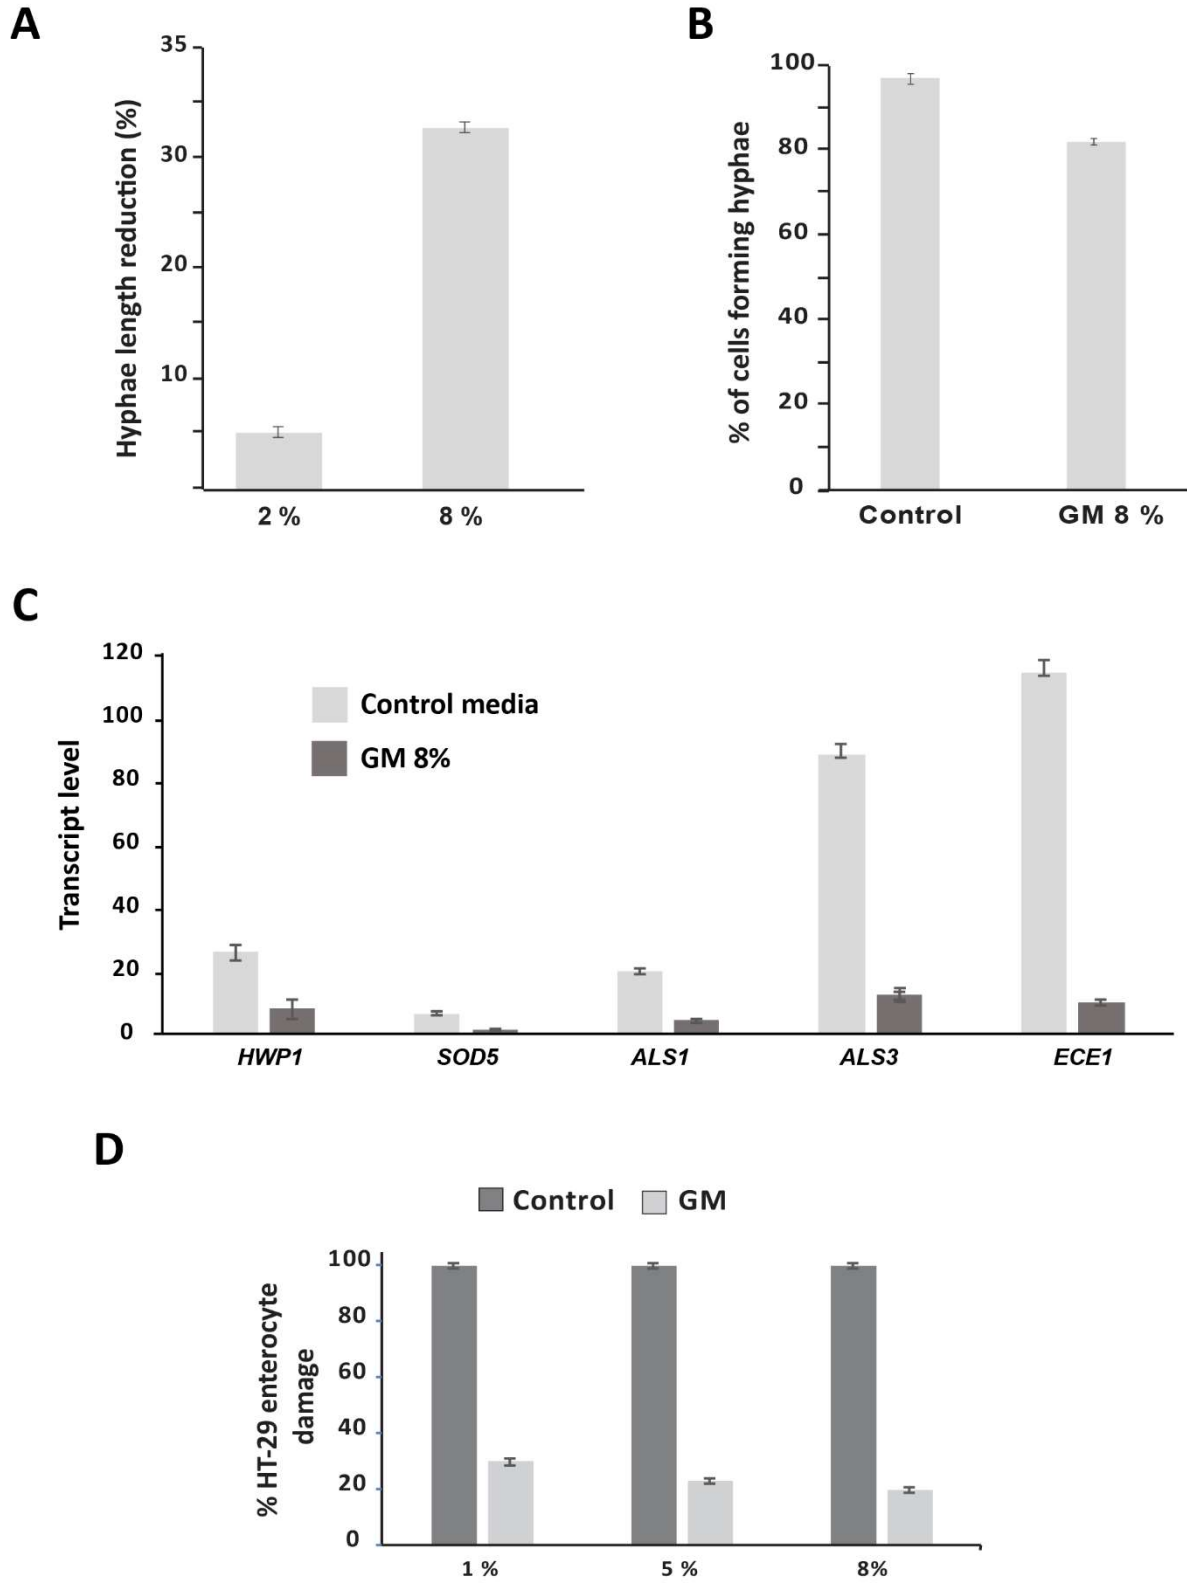 A
Hyphae length reduction (%)
35
30
20
10
2 %
8 %
B
% of cells forming hyphae
100
80
60
40
20
0
Control
GM 8 %
C
Transcript level
120
100
80
60
40
20
0
Control media
GM 8%
HWP1
SOD5
ALS1
ALS3
ECE1
D
Control
GM
% HT-29 enterocyte
damage
100
80
60
40
20
0
1 %
5 %
8%